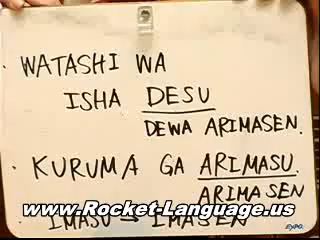 · WATASHI WA
ISHA DESU
DEWA ARIMASEN.
· KURUMA GA ARIMASU.
ARIMASEN
www.Rocket-Language.us
· IMASU → IMASEN
EXPO.